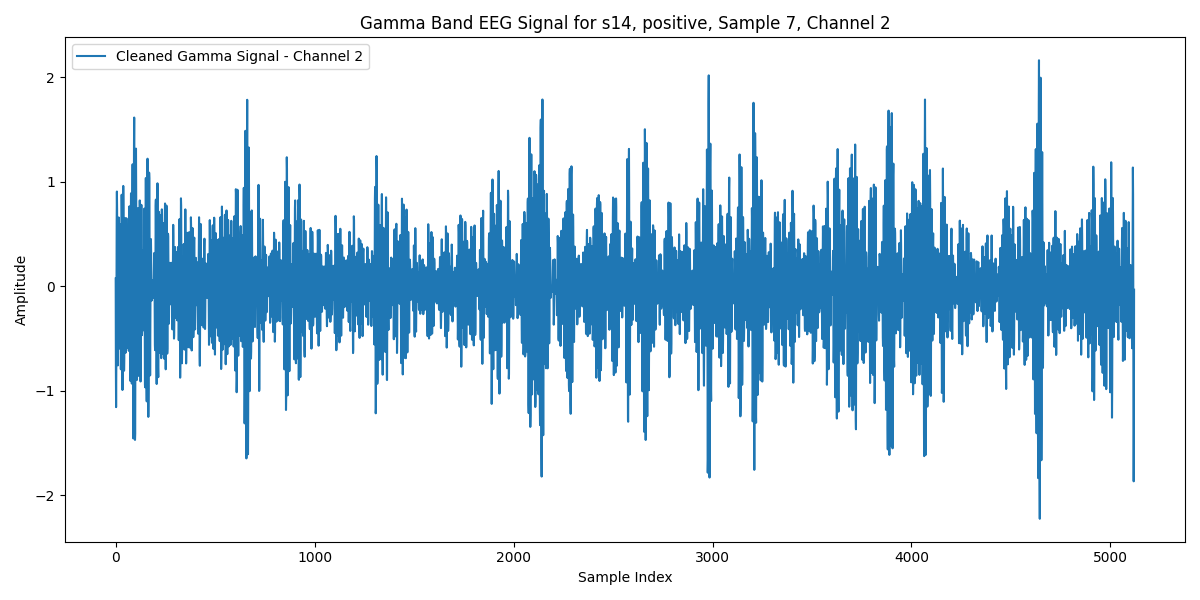 Gamma Band EEG Signal for s14, positive, Sample 7, Channel 2
Cleaned Gamma Signal - Channel 2
2
1
0
−1
−2
Amplitude
0 1000 2000 3000 4000 5000
Sample Index